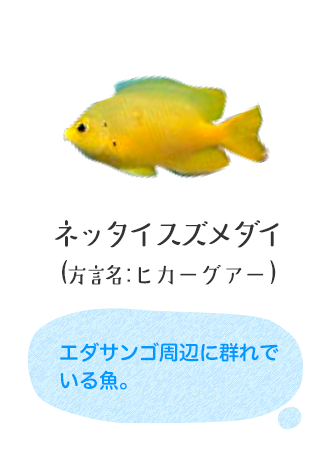 ネッタイスズメダイ
(方言名:ヒカーグアー)
エダサンゴ周辺に群れで
いる魚。